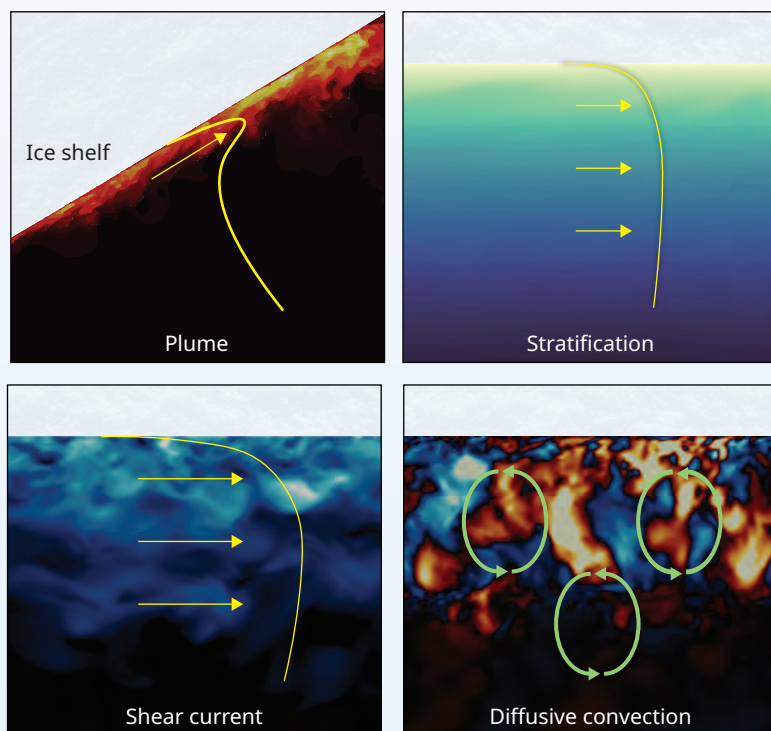 Ice shelf
Plume
Stratification
Shear current
Diffusive convection